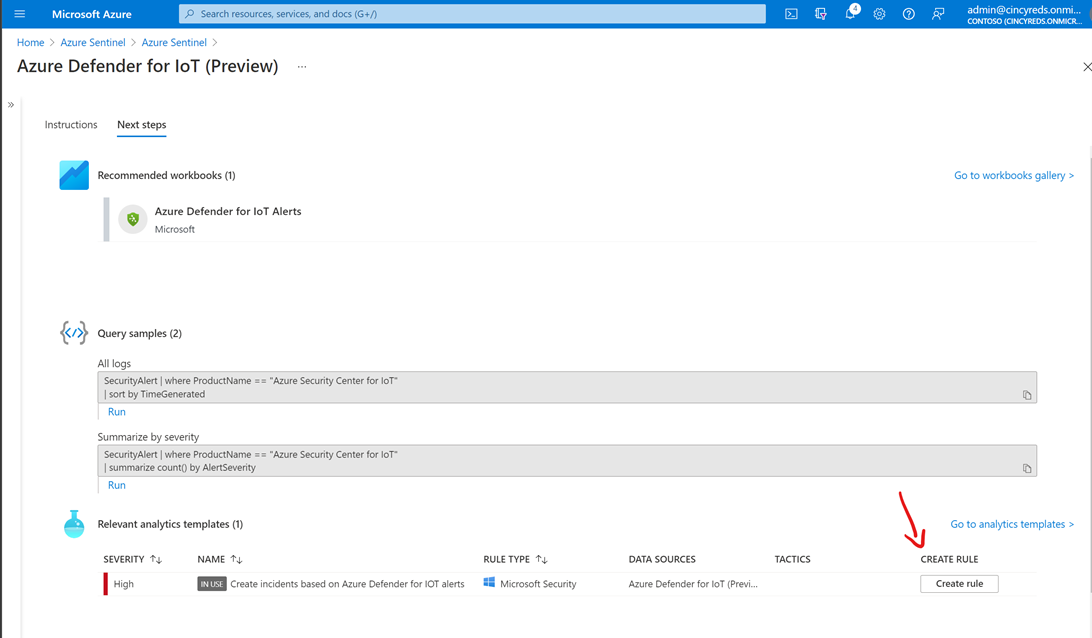 Microsoft Azure
Search resources, services, and docs (G+/)
4
admin@cincyreds.onmi...
CONTOSO (CINCYREDS.ONMICR...
Home > Azure Sentinel > Azure Sentinel >
Azure Defender for IoT (Preview) ...
Instructions Next steps
Recommended workbooks (1) Go to workbooks gallery >
Azure Defender for IoT Alerts
Microsoft
Query samples (2)
All logs
SecurityAlert | where ProductName == "Azure Security Center for IoT"
| sort by TimeGenerated
Run
Summarize by severity
SecurityAlert | where ProductName == "Azure Security Center for IoT"
| summarize count() by AlertSeverity
Run
Relevant analytics templates (1) Go to analytics templates >
SEVERITY NAME RULE TYPE DATA SOURCES TACTICS CREATE RULE
High IN USE Create incidents based on Azure Defender for IOT alerts Microsoft Security Azure Defender for IoT (Previ... Create rule